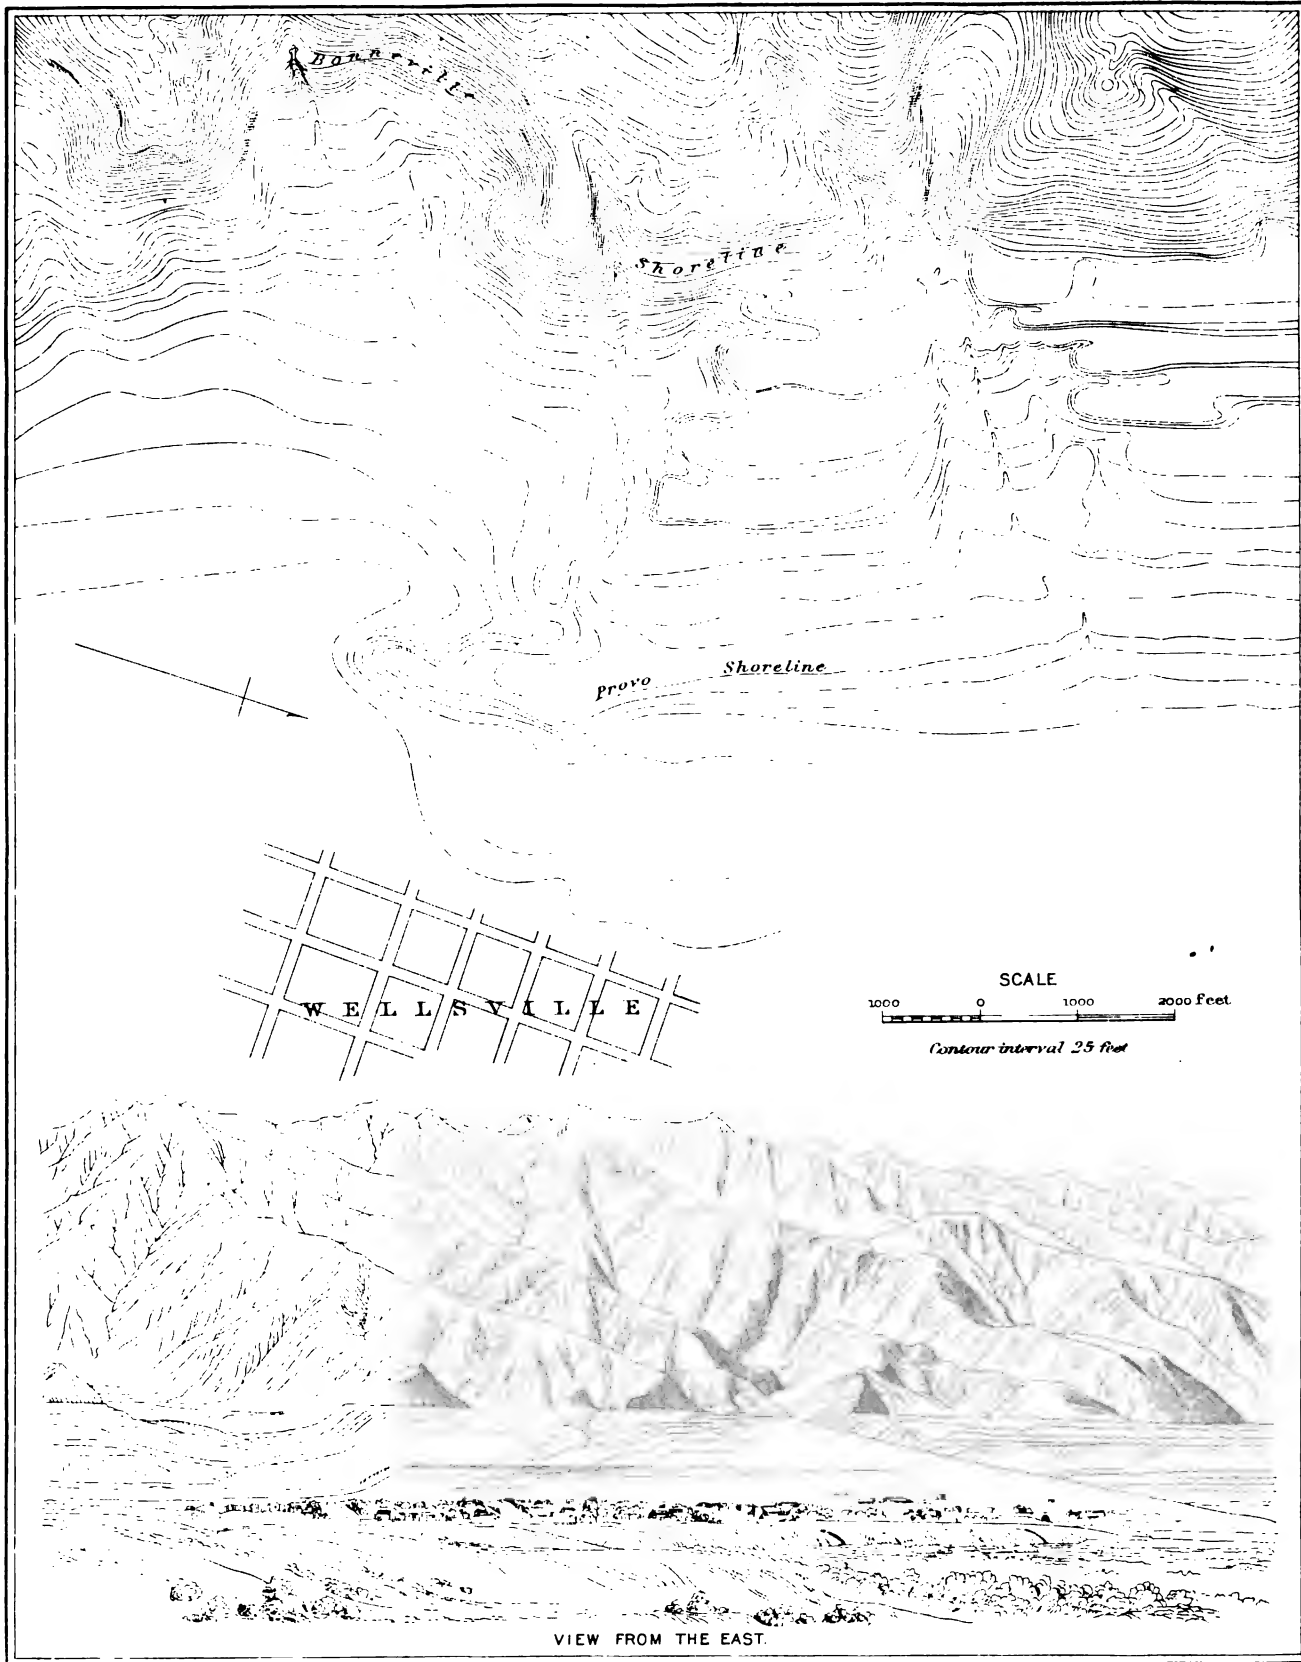 Bonneville
Shoreline
Provo Shoreline
WELLSVILLE
SCALE
1000 0 1000 2000 feet.
Contour interval 25 feet
VIEW FROM THE EAST.